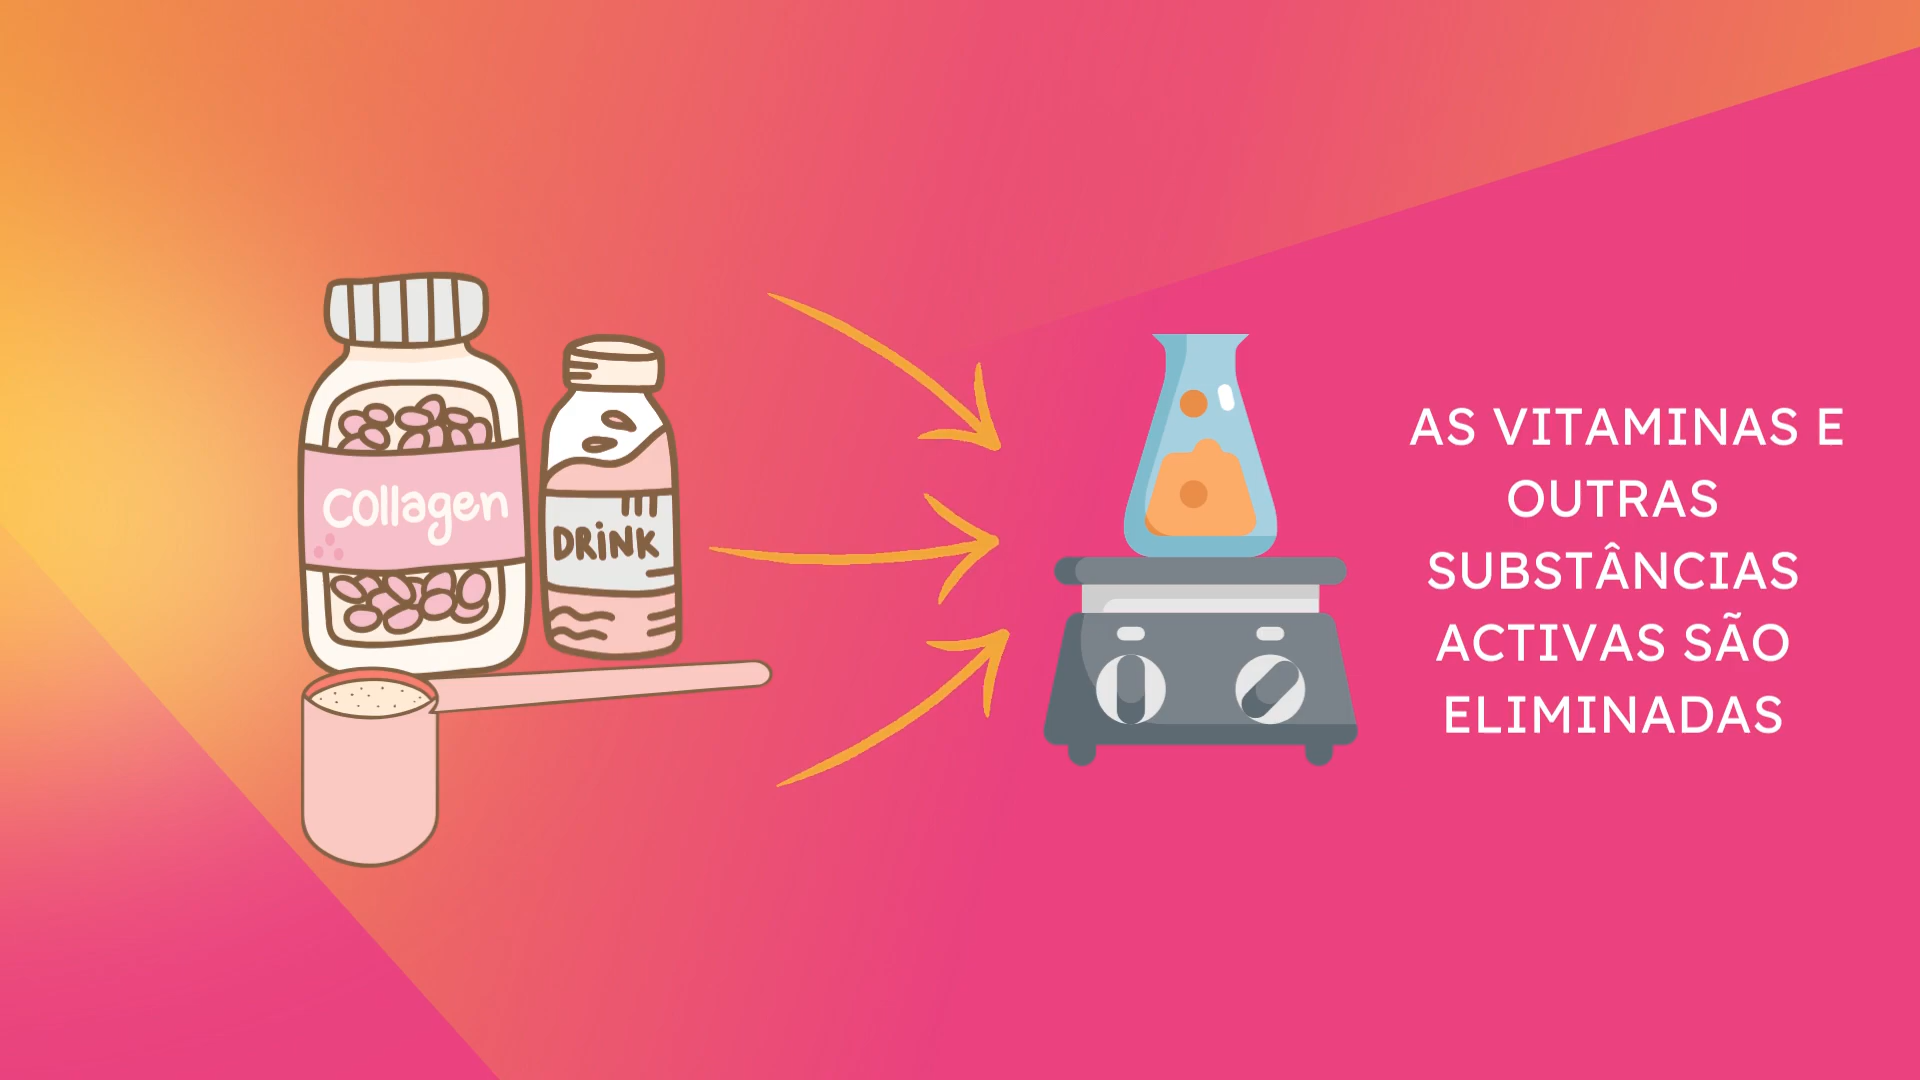 Collagen
DRINK
AS VITAMINAS E
OUTRAS
SUBSTÂNCIAS
ACTIVAS SÃO
ELIMINADAS